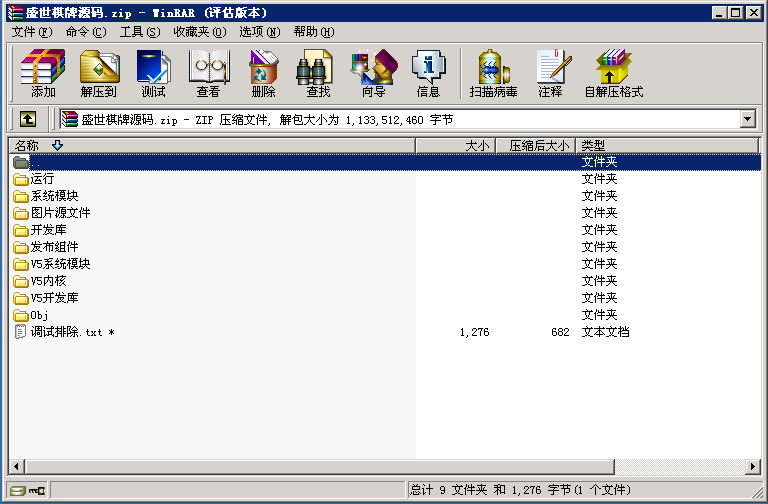 盛世棋牌源码.zip - WinRAR (评估版本)
文件(F) 命令(C) 工具(S) 收藏夹(O) 选项(N) 帮助(H)
添加 解压到 测试 查看 删除 查找 向导 信息 扫描病毒 注释 自解压格式
盛世棋牌源码.zip - ZIP 压缩文件, 解包大小为 1,133,512,460 字节
名称 大小 压缩后大小 类型
.. 文件夹
运行 文件夹
系统模块 文件夹
图片源文件 文件夹
开发库 文件夹
发布组件 文件夹
V5系统模块 文件夹
V5内核 文件夹
V5开发库 文件夹
Obj 文件夹
调试排除.txt * 1,276 682 文本文档
总计 9 文件夹 和 1,276 字节(1 个文件)